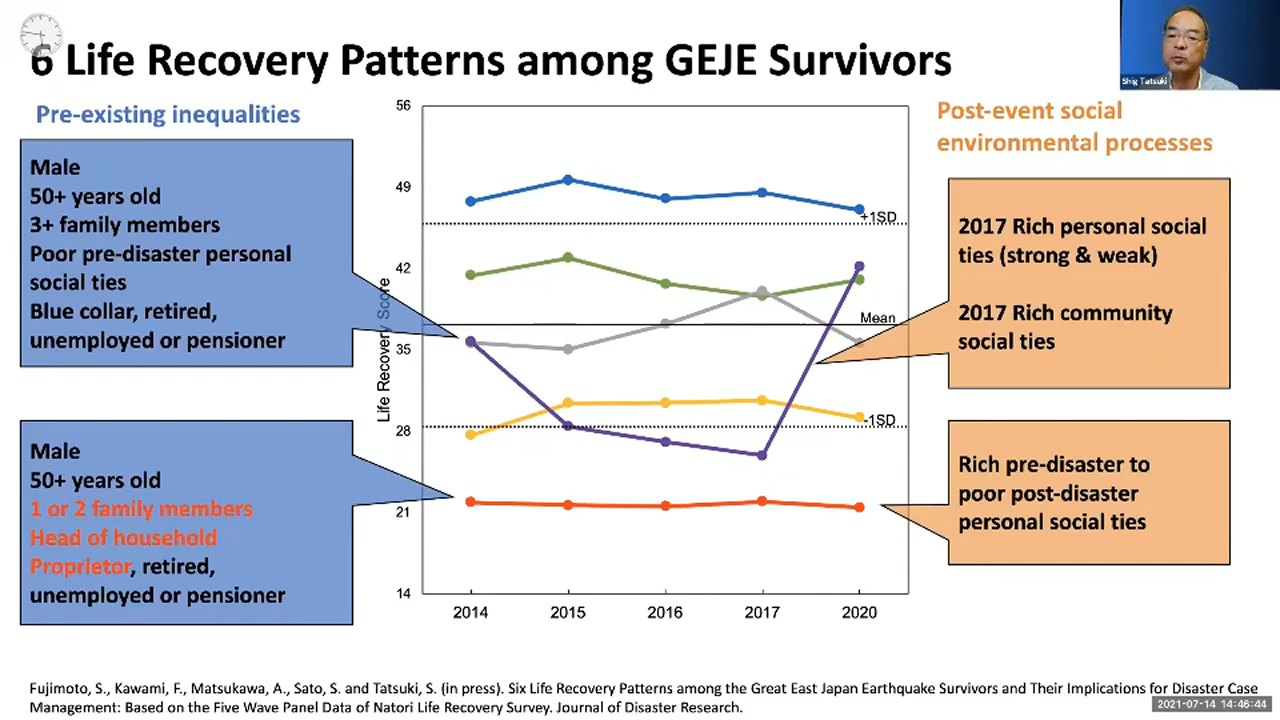 6 Life Recovery Patterns among GEJE Survivors
Shig Tatsuki
Pre-existing inequalities
Male
50+ years old
3+ family members
Poor pre-disaster personal
social ties
Blue collar, retired,
unemployed or pensioner
Male
50+ years old
1 or 2 family members
Head of household
Proprietor, retired,
unemployed or pensioner
Life Recovery Score
56
49
42
35
28
21
14
+1SD
Mean
-1SD
2014 2015 2016 2017 2020
Post-event social
environmental processes
2017 Rich personal social
ties (strong & weak)
2017 Rich community
social ties
Rich pre-disaster to
poor post-disaster
personal social ties
Fujimoto, S., Kawami, F., Matsukawa, A., Sato, S. and Tatsuki, S. (in press). Six Life Recovery Patterns among the Great East Japan Earthquake Survivors and Their Implications for Disaster Case
Management: Based on the Five Wave Panel Data of Natori Life Recovery Survey. Journal of Disaster Research.
2021-07-14 14:46:44